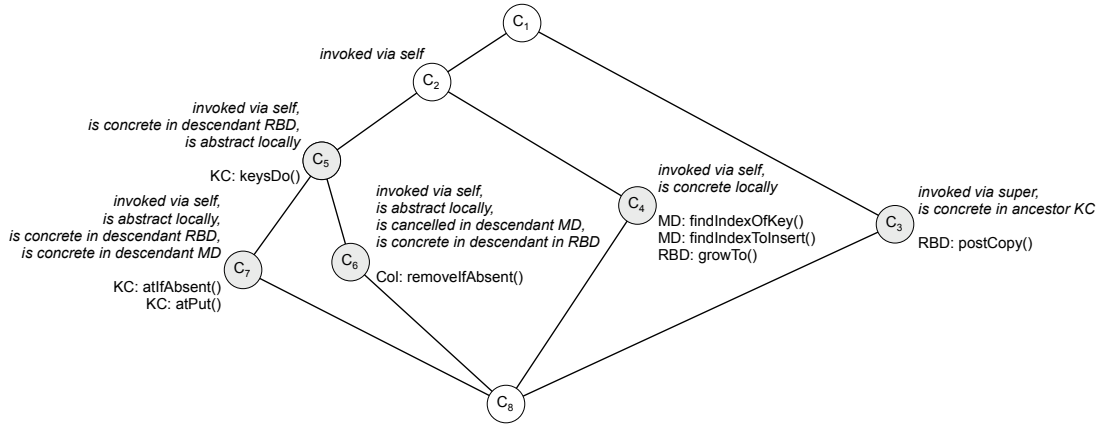 C1
invoked via self
C2
invoked via self,
is concrete in descendant RBD,
is abstract locally
C5
KC: keysDo()
invoked via self,
is concrete locally
C4
MD: findIndexOfKey()
MD: findIndexToInsert()
RBD: growTo()
invoked via super,
is concrete in ancestor KC
C3
RBD: postCopy()
invoked via self,
is abstract locally,
is cancelled in descendant MD,
is concrete in descendant in RBD
C6
Col: removeIfAbsent()
invoked via self,
is abstract locally,
is concrete in descendant RBD,
is concrete in descendant MD
C7
KC: atIfAbsent()
KC: atPut()
C8